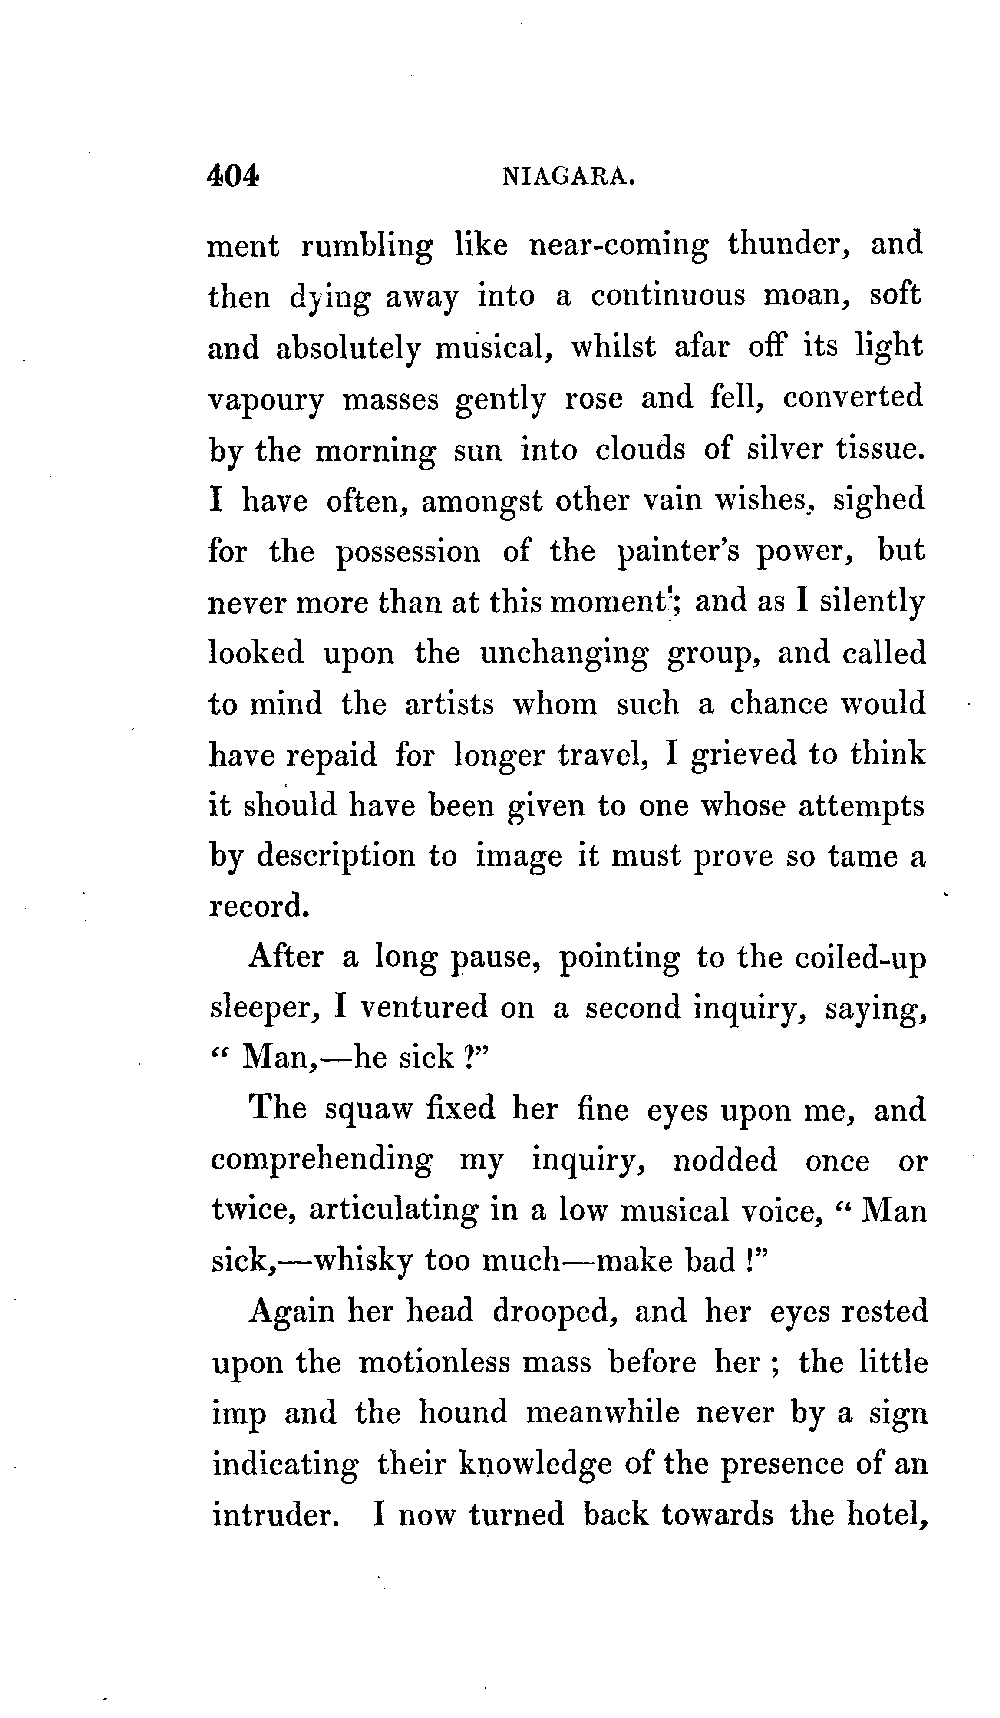 404 NIAGARA.
ment rumbling like near-coming thunder, and
then dying away into a continuous moan, soft
and absolutely musical, whilst afar off its light
vapoury masses gently rose and fell, converted
by the morning sun into clouds of silver tissue.
I have often, amongst other vain wishes, sighed
for the possession of the painter's power, but
never more than at this moment; and as I silently
looked upon the unchanging group, and called
to mind the artists whom such a chance would
have repaid for longer travel, I grieved to think
it should have been given to one whose attempts
by description to image it must prove so tame a
record.
After a long pause, pointing to the coiled-up
sleeper, I ventured on a second inquiry, saying,
“ Man,—he sick ?”
The squaw fixed her fine eyes upon me, and
comprehending my inquiry, nodded once or
twice, articulating in a low musical voice, “ Man
sick,—whisky too much—make bad !”
Again her head drooped, and her eyes rested
upon the motionless mass before her ; the little
imp and the hound meanwhile never by a sign
indicating their knowledge of the presence of an
intruder. I now turned back towards the hotel,